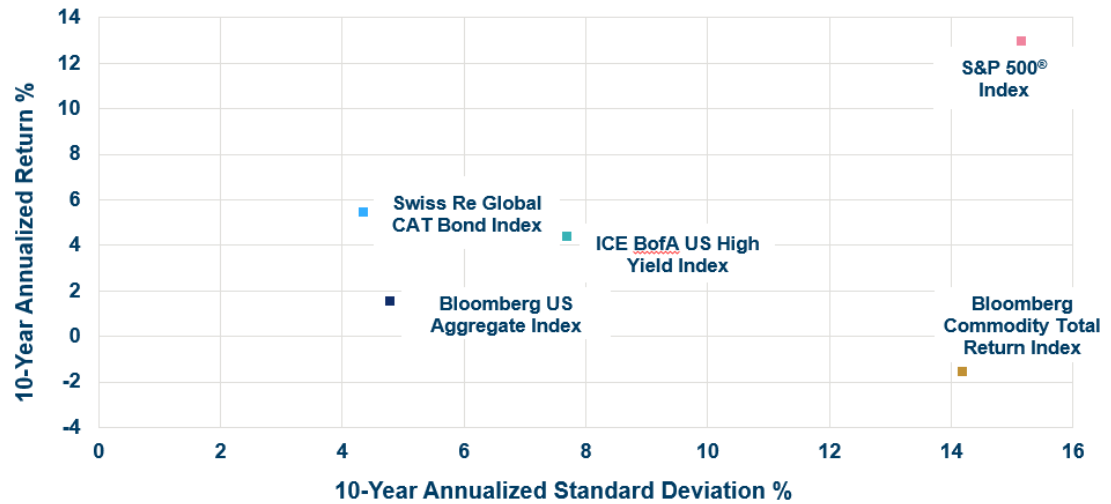 14
12
10
8
6
4
2
0
-2
-4
10-Year Annualized Return %
S&P 500®
Index
Swiss Re Global
CAT Bond Index
ICE BofA US High
Yield Index
Bloomberg US
Aggregate Index
Bloomberg
Commodity Total
Return Index
0 2 4 6 8 10 12 14 16
10-Year Annualized Standard Deviation %